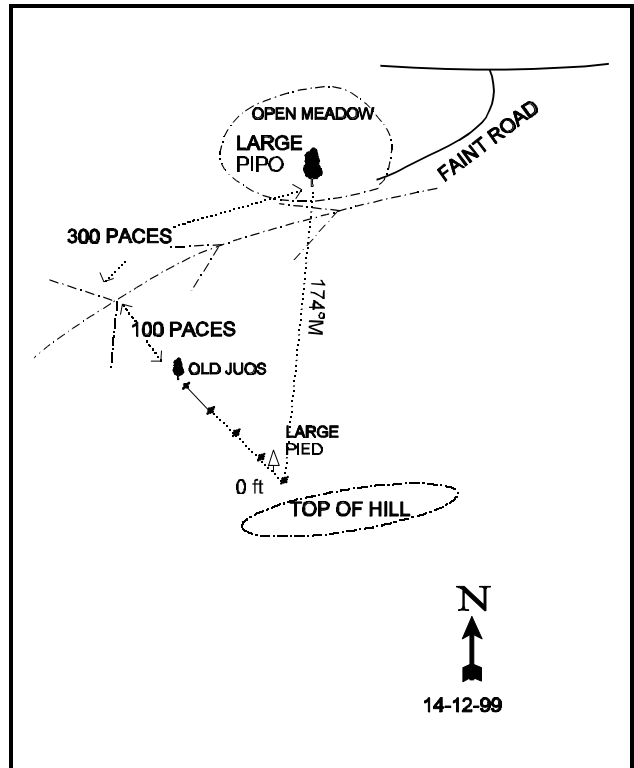 OPEN MEADOW
LARGE
PIPO
FAINT ROAD
300 PACES
174°M
100 PACES
OLD JUOS
LARGE
PIED
0 ft
TOP OF HILL
N
14-12-99